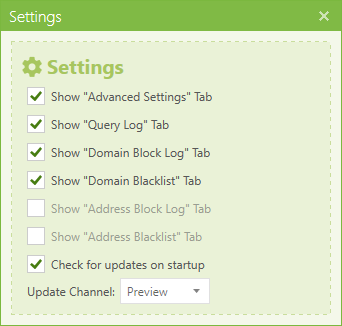 Settings
Settings
Show "Advanced Settings" Tab
Show "Query Log" Tab
Show "Domain Block Log" Tab
Show "Domain Blacklist" Tab
Show "Address Block Log" Tab
Show "Address Blacklist" Tab
Check for updates on startup
Update Channel: Preview